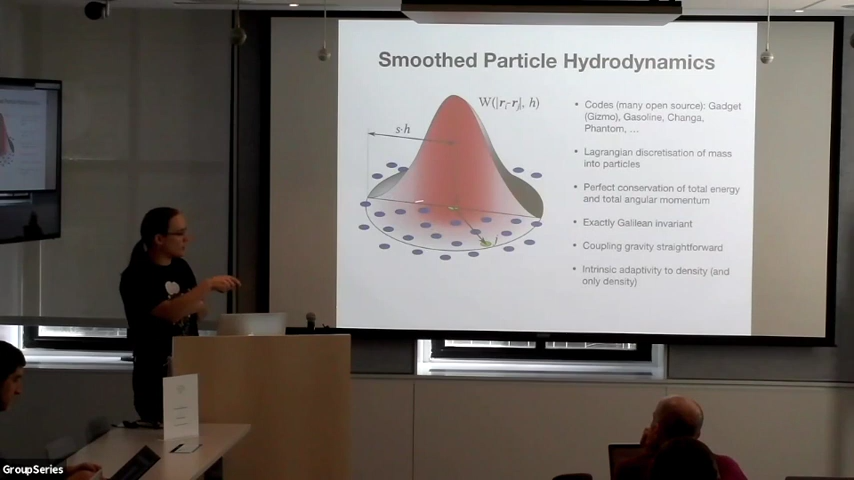 Smoothed Particle Hydrodynamics
W(|rᵢ-rⱼ|, h)
s·h
j
• Codes (many open source): Gadget
(Gizmo), Gasoline, Changa,
Phantom, ...
• Lagrangian discretisation of mass
into particles
• Perfect conservation of total energy
and total angular momentum
• Exactly Galilean invariant
• Coupling gravity straightforward
• Intrinsic adaptivity to density (and
only density)
GroupSeries